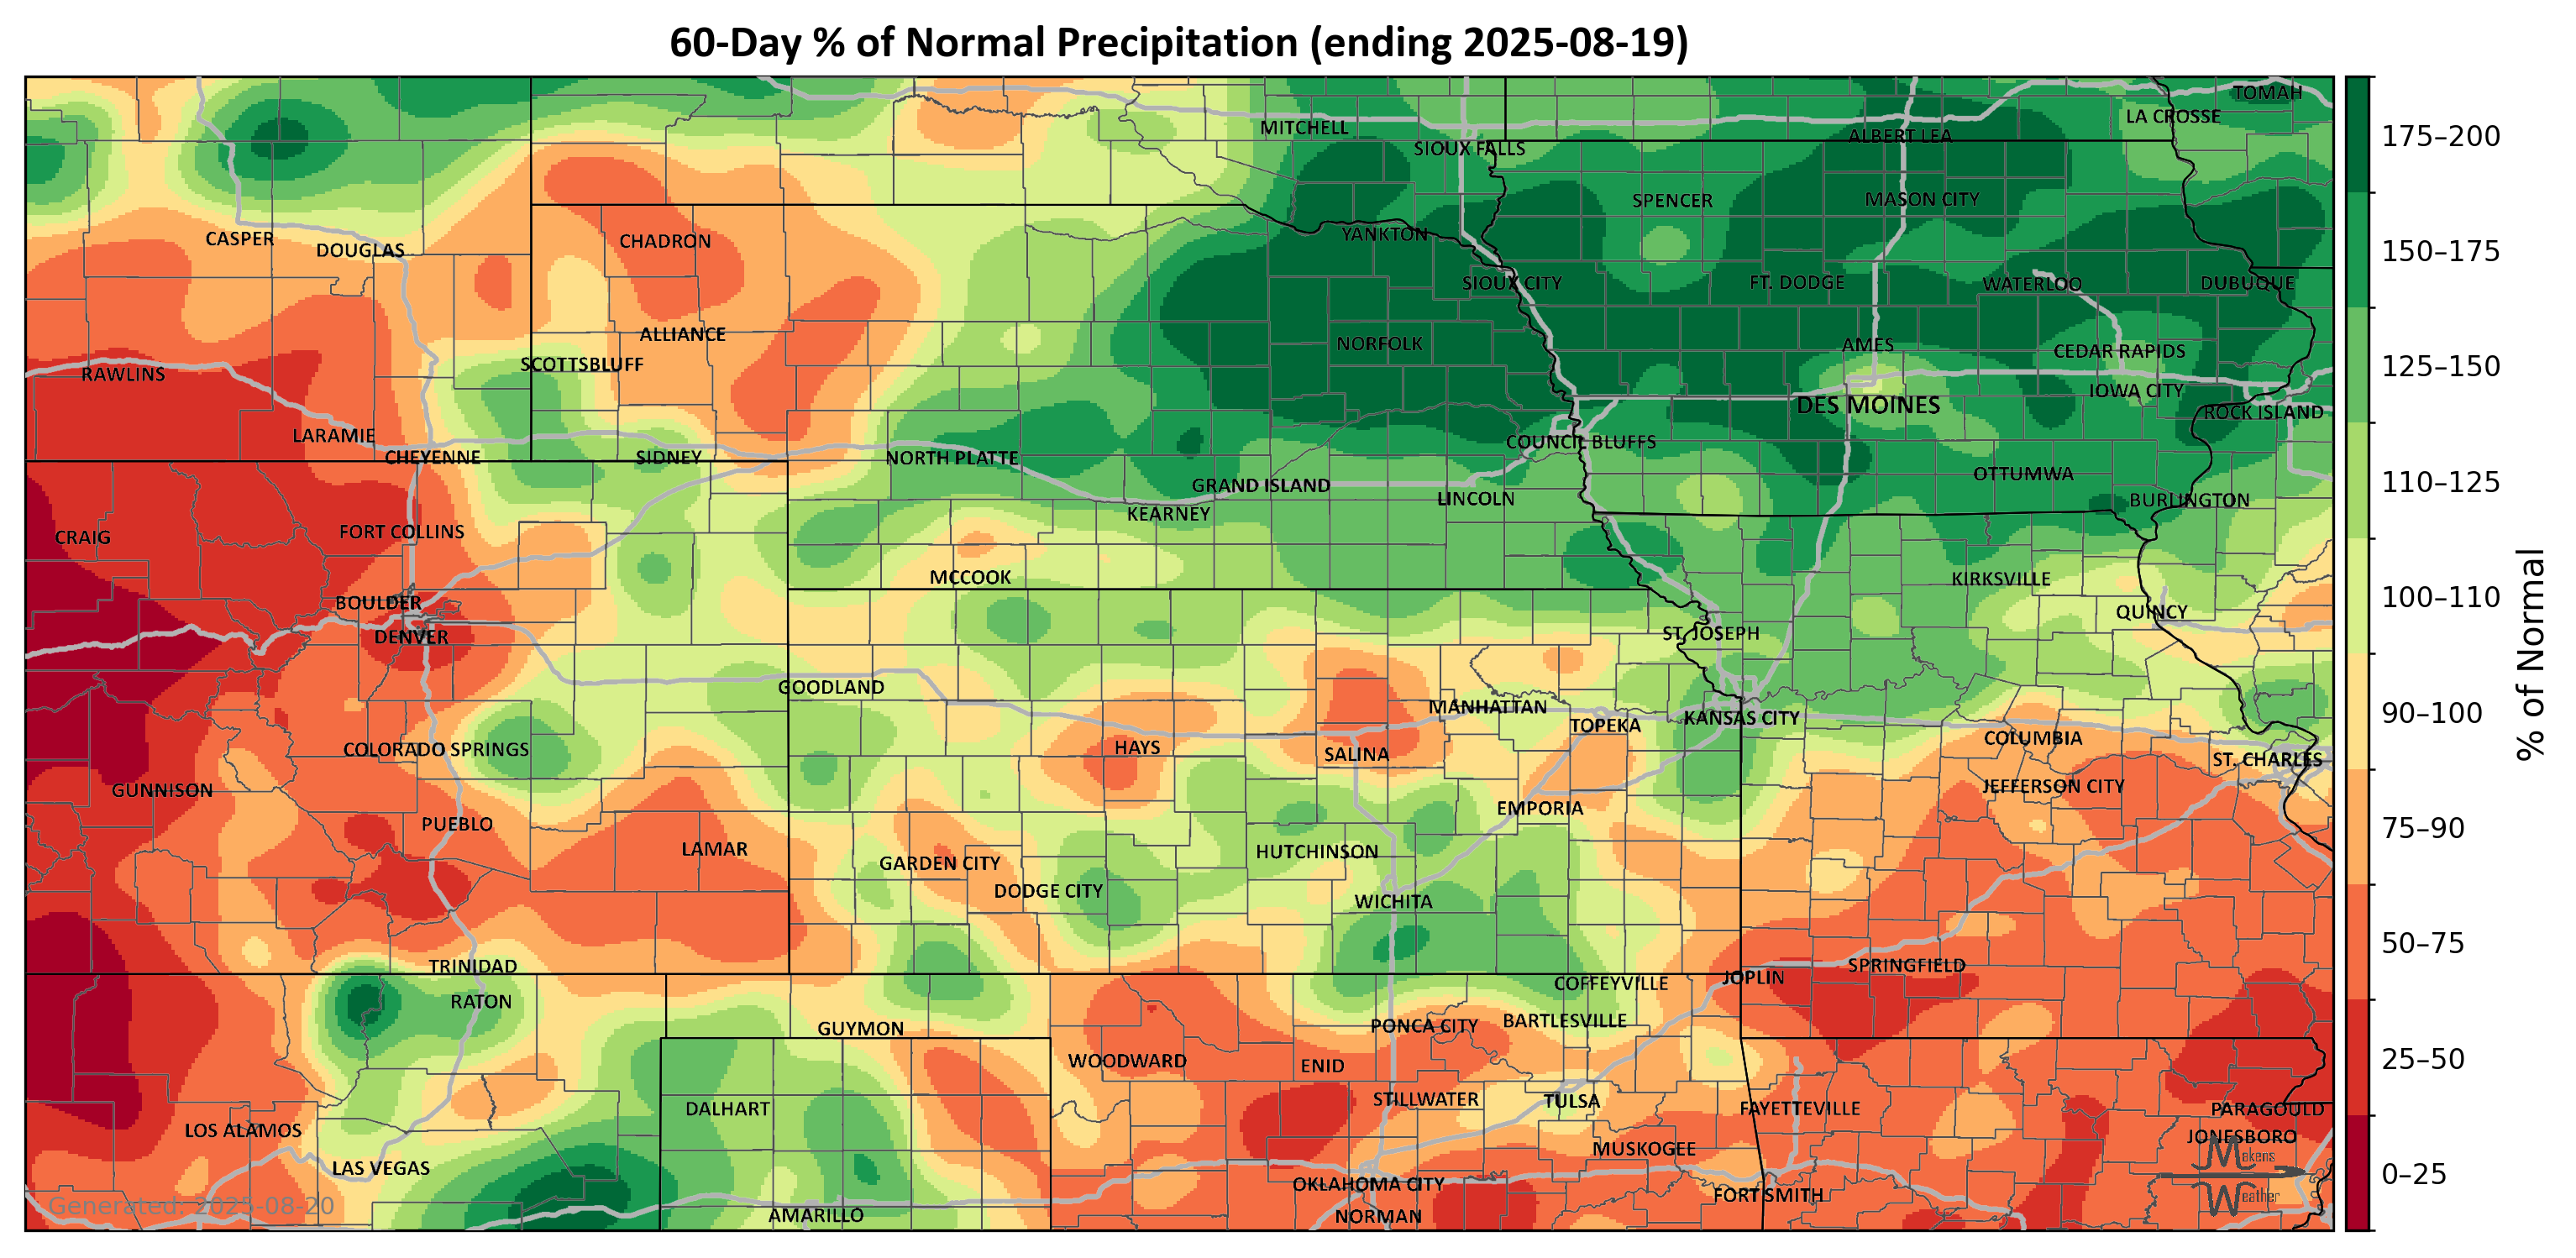 60-Day % of Normal Precipitation (ending 2025-08-19)
TOMAH
LA CROSSE
MITCHELL
ALBERT LEA
SIOUX FALLS
SPENCER
MASON CITY
CASPER
DOUGLAS
CHADRON
YANKTON
SIOUX CITY
FT. DODGE
WATERLOO
DUBUQUE
ALLIANCE
NORFOLK
AMES
CEDAR RAPIDS
SCOTTSBLUFF
RAWLINS
IOWA CITY
DES MOINES
ROCK ISLAND
LARAMIE
COUNCIL BLUFFS
CHEYENNE
SIDNEY
NORTH PLATTE
OTTUMWA
GRAND ISLAND
LINCOLN
BURLINGTON
KEARNEY
CRAIG
FORT COLLINS
MCCOOK
KIRKSVILLE
BOULDER
QUINCY
DENVER
ST. JOSEPH
GOODLAND
MANHATTAN
KANSAS CITY
TOPEKA
COLUMBIA
COLORADO SPRINGS
HAYS
SALINA
ST. CHARLES
GUNNISON
JEFFERSON CITY
EMPORIA
PUEBLO
LAMAR
HUTCHINSON
GARDEN CITY
DODGE CITY
WICHITA
TRINIDAD
SPRINGFIELD
JOPLIN
COFFEYVILLE
RATON
GUYMON
PONCA CITY
BARTLESVILLE
WOODWARD
ENID
DALHART
STILLWATER
TULSA
FAYETTEVILLE
PARAGOULD
LOS ALAMOS
JONESBORO
MUSKOGEE
LAS VEGAS
OKLAHOMA CITY
FORT SMITH
AMARILLO
NORMAN
Generated: 2025-08-20
Makens
Weather
175–200
150–175
125–150
110–125
100–110
90–100
75–90
50–75
25–50
0–25
% of Normal